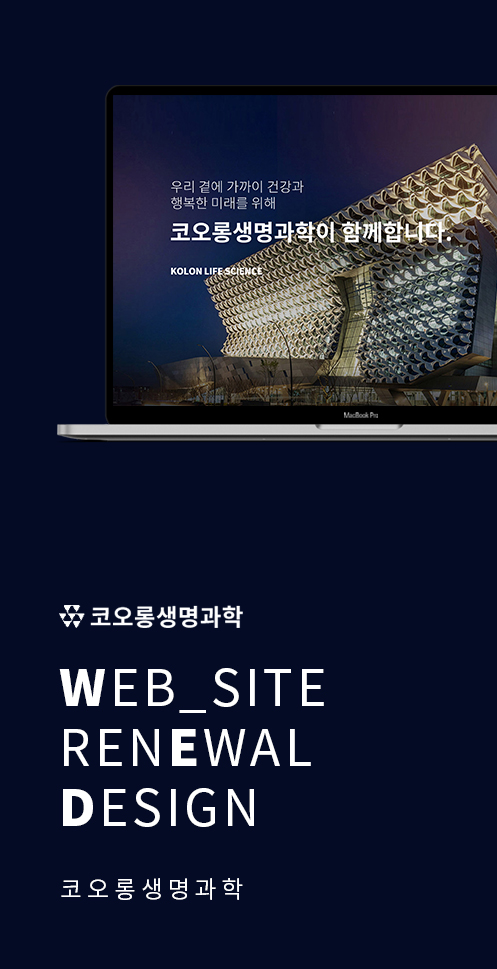 우리 곁에 가까이 건강과
행복한 미래를 위해
코오롱생명과학이 함께합니다.
KOLON LIFE SCIENCE
MacBook Pro
코오롱생명과학
WEB_SITE
RENEWAL
DESIGN
코오롱생명과학